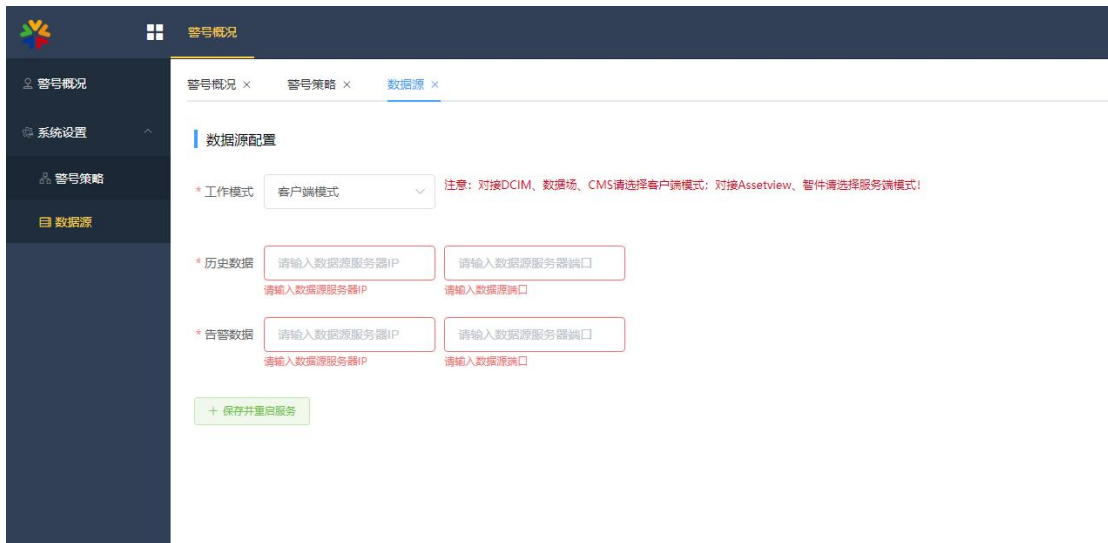 警号概况
警号概况
系统设置
警号策略
数据源
警号概况 × 警号策略 × 数据源 ×
数据源配置
* 工作模式 客户端模式 注意：对接DCIM、数据场、CMS请选择客户端模式；对接Assetview、智件请选择服务端模式！
* 历史数据 请输入数据源服务器IP 请输入数据源服务器端口
请输入数据源服务器IP 请输入数据源端口
* 告警数据 请输入数据源服务器IP 请输入数据源服务器端口
请输入数据源服务器IP 请输入数据源端口
+ 保存并重启服务